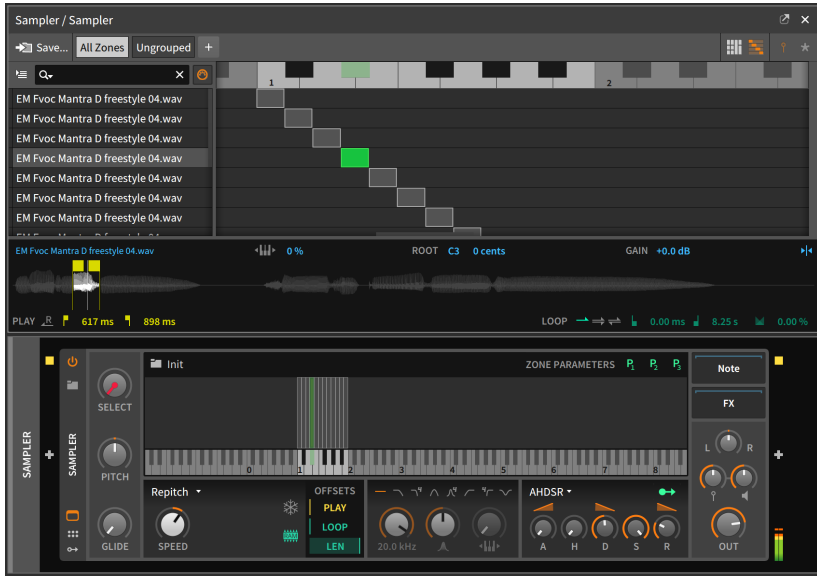 Sampler / Sampler
Save... All Zones Ungrouped +
1 2
EM Fvoc Mantra D freestyle 04.wav
EM Fvoc Mantra D freestyle 04.wav
EM Fvoc Mantra D freestyle 04.wav
EM Fvoc Mantra D freestyle 04.wav
EM Fvoc Mantra D freestyle 04.wav
EM Fvoc Mantra D freestyle 04.wav
EM Fvoc Mantra D freestyle 04.wav
EM Fvoc Mantra D freestyle 04.wav 0 % ROOT C3 0 cents GAIN +0.0 dB
PLAY R 617 ms 898 ms LOOP 0.00 ms 8.25 s 0.00 %
SAMPLER
SAMPLER
SELECT
PITCH
GLIDE
Init ZONE PARAMETERS P1 P2 P3
0 1 2 3 4 5 6 7 8
Repitch
SPEED
OFFSETS
PLAY
LOOP
LEN
20.0 kHz
AHDSR
A H D S R
Note
FX
L R
OUT